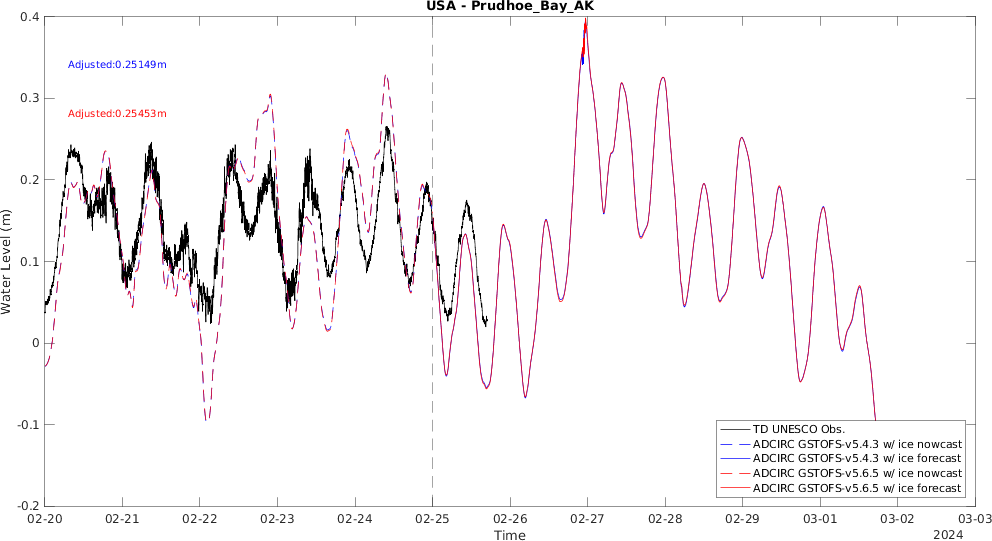 USA - Prudhoe_Bay_AK
0.4
Adjusted:0.25149m
0.3
Adjusted:0.25453m
0.2
0.1
0
-0.1
-0.2
Water Level (m)
TD UNESCO Obs.
ADCIRC GSTOFS-v5.4.3 w/ ice nowcast
ADCIRC GSTOFS-v5.4.3 w/ ice forecast
ADCIRC GSTOFS-v5.6.5 w/ ice nowcast
ADCIRC GSTOFS-v5.6.5 w/ ice forecast
02-20 02-21 02-22 02-23 02-24 02-25 02-26 02-27 02-28 02-29 03-01 03-02 03-03
Time
2024